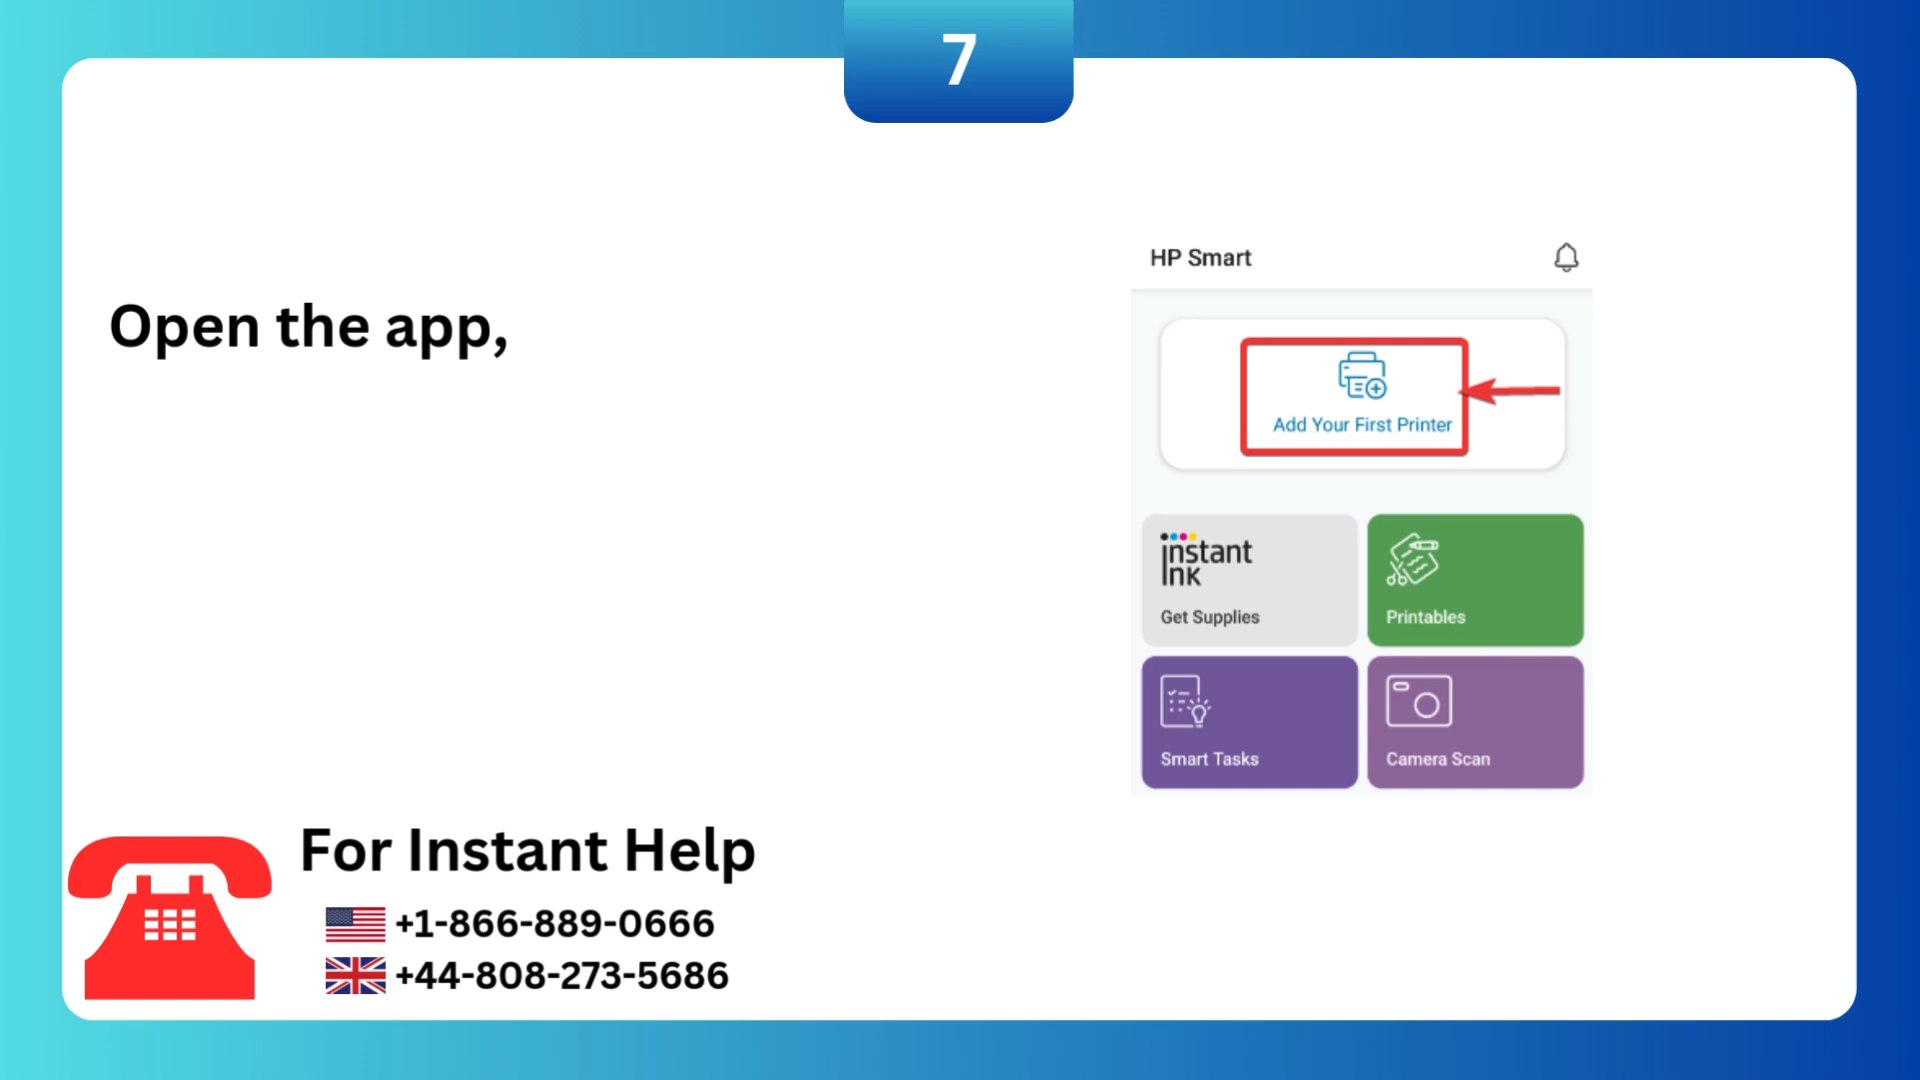 7
Open the app,
HP Smart
Add Your First Printer
instant
ink
Get Supplies
Printables
Smart Tasks
Camera Scan
For Instant Help
+1-866-889-0666
+44-808-273-5686